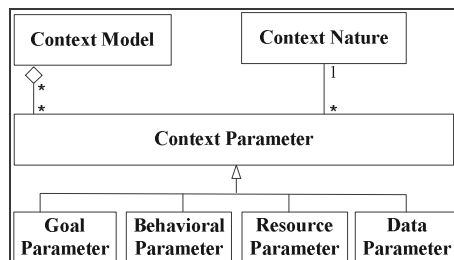 Context Model
Context Nature
*
1
*
*
Context Parameter
Goal
Parameter
Behavioral
Parameter
Resource
Parameter
Data
Parameter